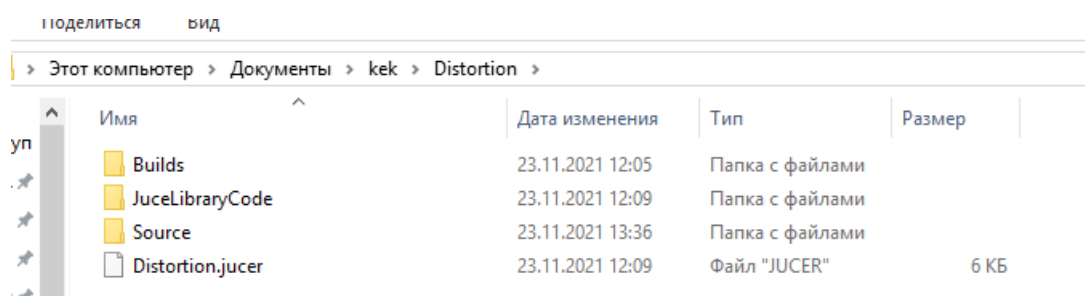 Поделиться Вид
Этот компьютер > Документы > kek > Distortion >
Имя Дата изменения Тип Размер
уп
Builds 23.11.2021 12:05 Папка с файлами
JuceLibraryCode 23.11.2021 12:09 Папка с файлами
Source 23.11.2021 13:36 Папка с файлами
Distortion.jucer 23.11.2021 12:09 Файл "JUCER" 6 КБ